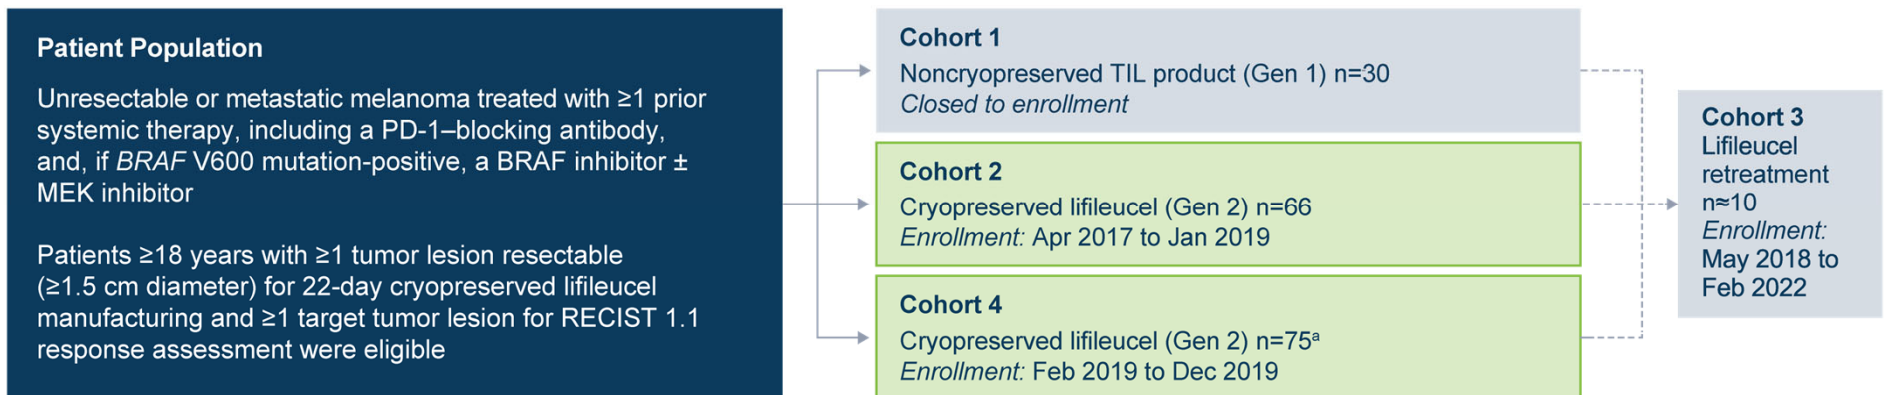 Patient Population
Unresectable or metastatic melanoma treated with ≥1 prior
systemic therapy, including a PD-1–blocking antibody,
and, if BRAF V600 mutation-positive, a BRAF inhibitor ±
MEK inhibitor
Patients ≥18 years with ≥1 tumor lesion resectable
(≥1.5 cm diameter) for 22-day cryopreserved lifileucel
manufacturing and ≥1 target tumor lesion for RECIST 1.1
response assessment were eligible
Cohort 1
Noncryopreserved TIL product (Gen 1) n=30
Closed to enrollment
Cohort 2
Cryopreserved lifileucel (Gen 2) n=66
Enrollment: Apr 2017 to Jan 2019
Cohort 4
Cryopreserved lifileucel (Gen 2) n=75ᵃ
Enrollment: Feb 2019 to Dec 2019
Cohort 3
Lifileucel
retreatment
n≈10
Enrollment:
May 2018 to
Feb 2022